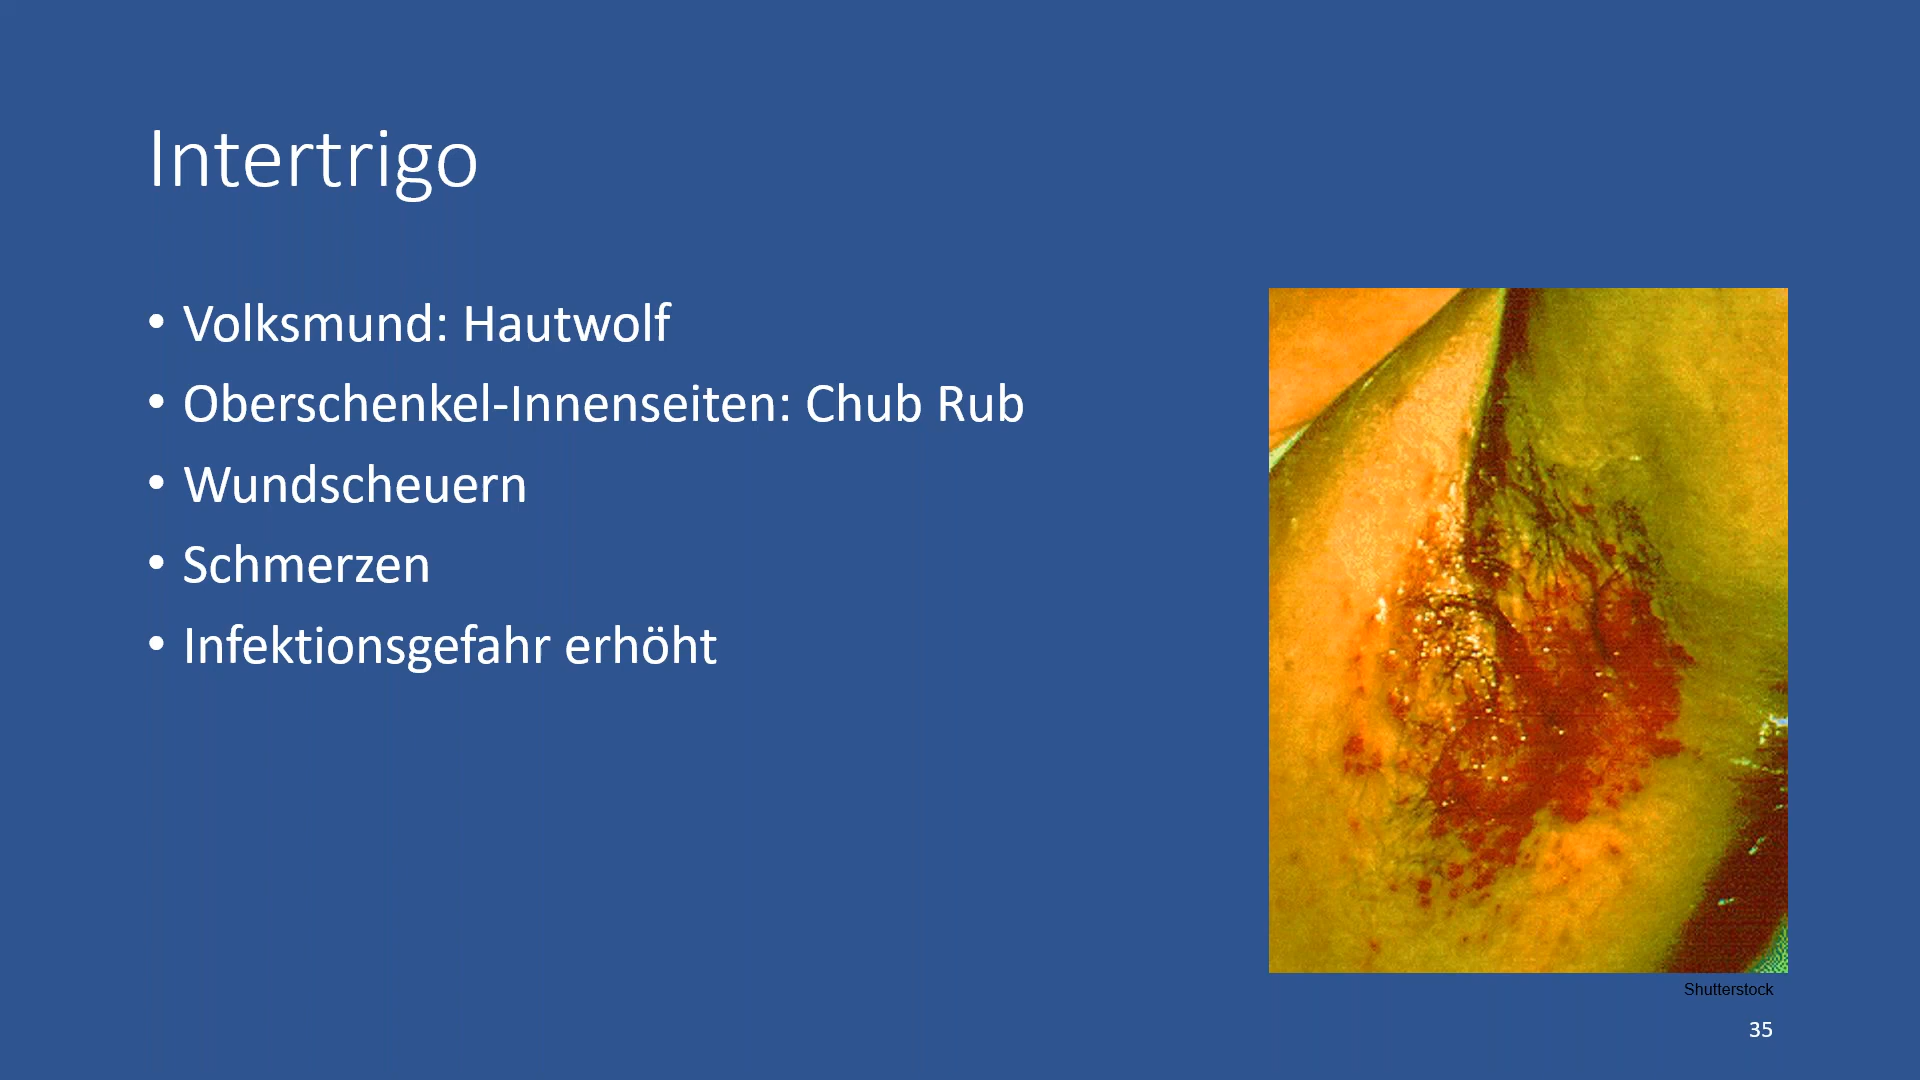 Intertrigo
• Volksmund: Hautwolf
• Oberschenkel-Innenseiten: Chub Rub
• Wundscheuern
• Schmerzen
• Infektionsgefahr erhöht
Shutterstock
35